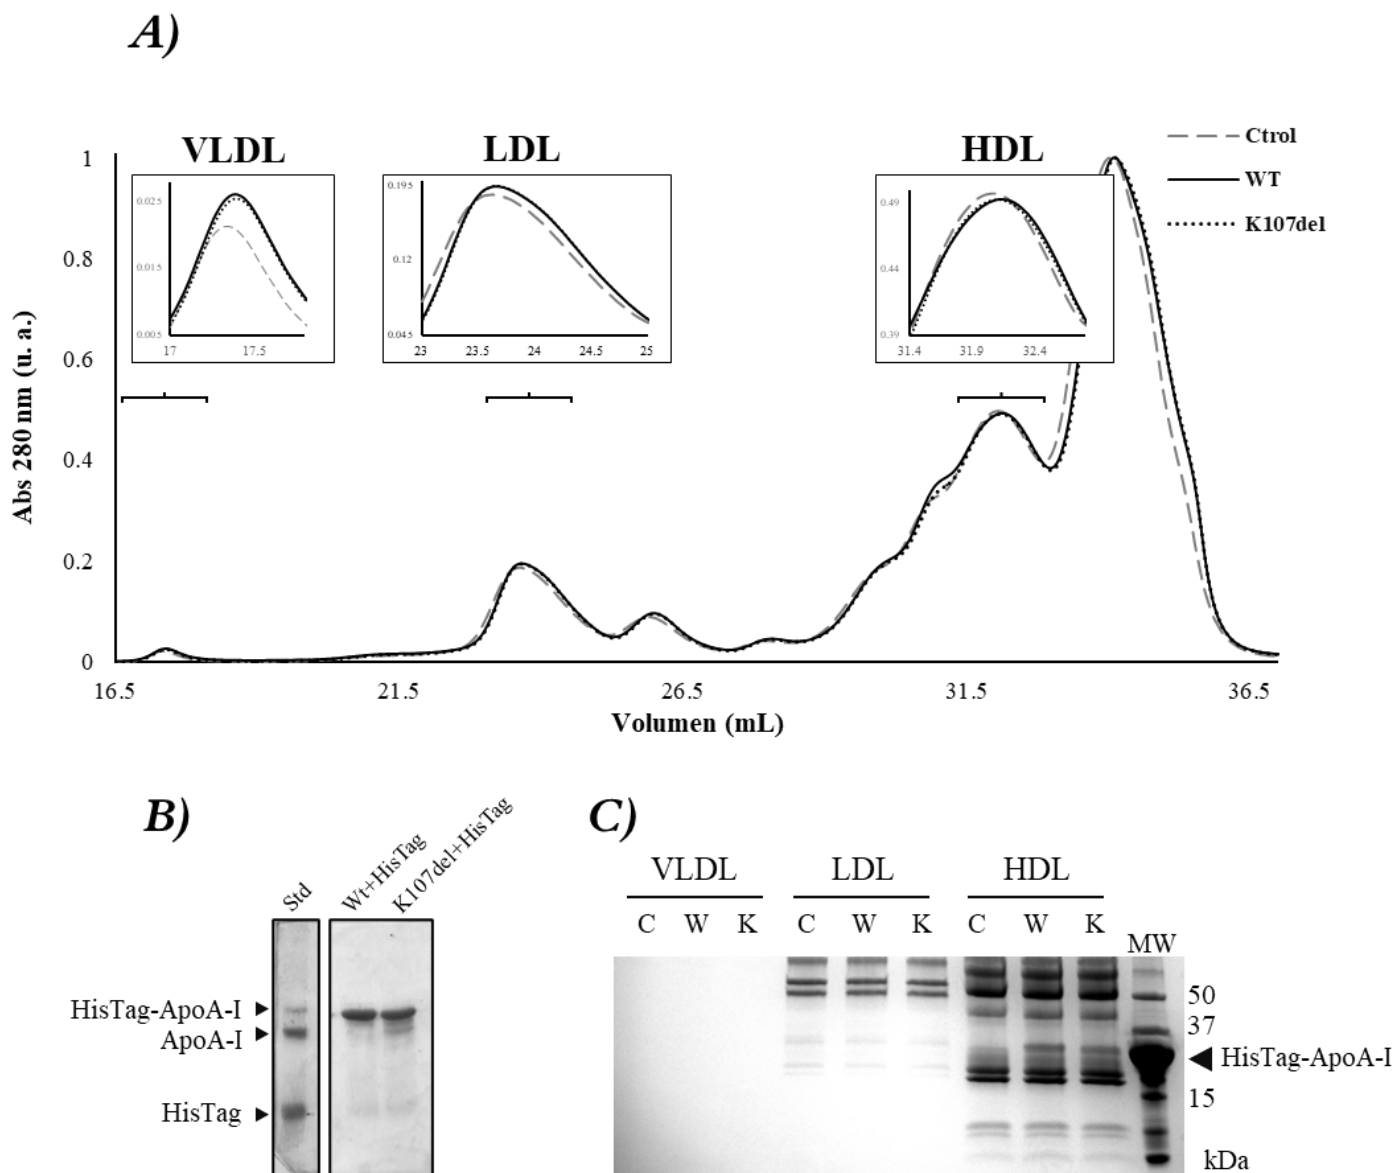 A)
VLDL
LDL
HDL
Ctrol
WT
K107del
Abs 280 nm (u. a.)
1
0.8
0.6
0.4
0.2
0
0.025
0.015
0.005
17
17.5
0.195
0.12
0.045
23
23.5
24
24.5
25
0.49
0.44
0.39
31.4
31.9
32.4
16.5
21.5
26.5
31.5
36.5
Volumen (mL)
B)
Std
Wt+HisTag
K107del+HisTag
HisTag-ApoA-I
ApoA-I
HisTag
C)
VLDL
LDL
HDL
C W K
C W K
C W K
MW
50
37
HisTag-ApoA-I
15
kDa